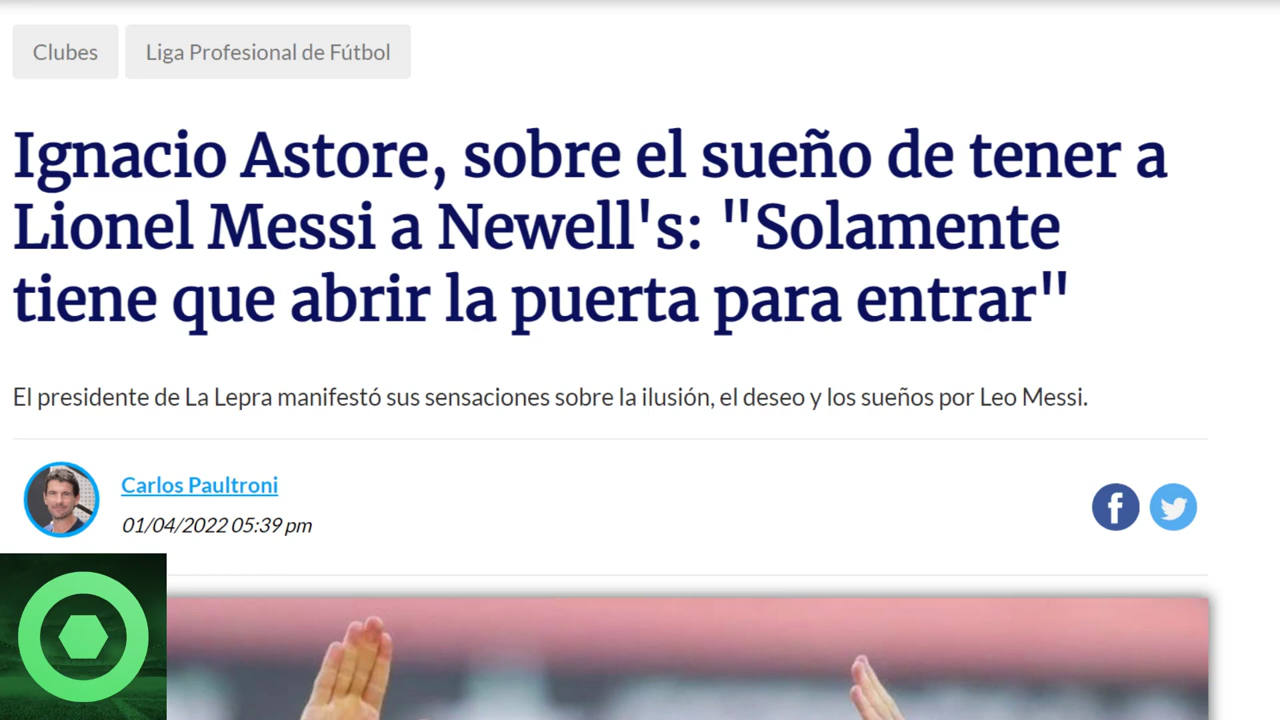 Clubes
Liga Profesional de Fútbol
Ignacio Astore, sobre el sueño de tener a
Lionel Messi a Newell's: "Solamente
tiene que abrir la puerta para entrar"
El presidente de La Lepra manifestó sus sensaciones sobre la ilusión, el deseo y los sueños por Leo Messi.
Carlos Paultroni
01/04/2022 05:39 pm